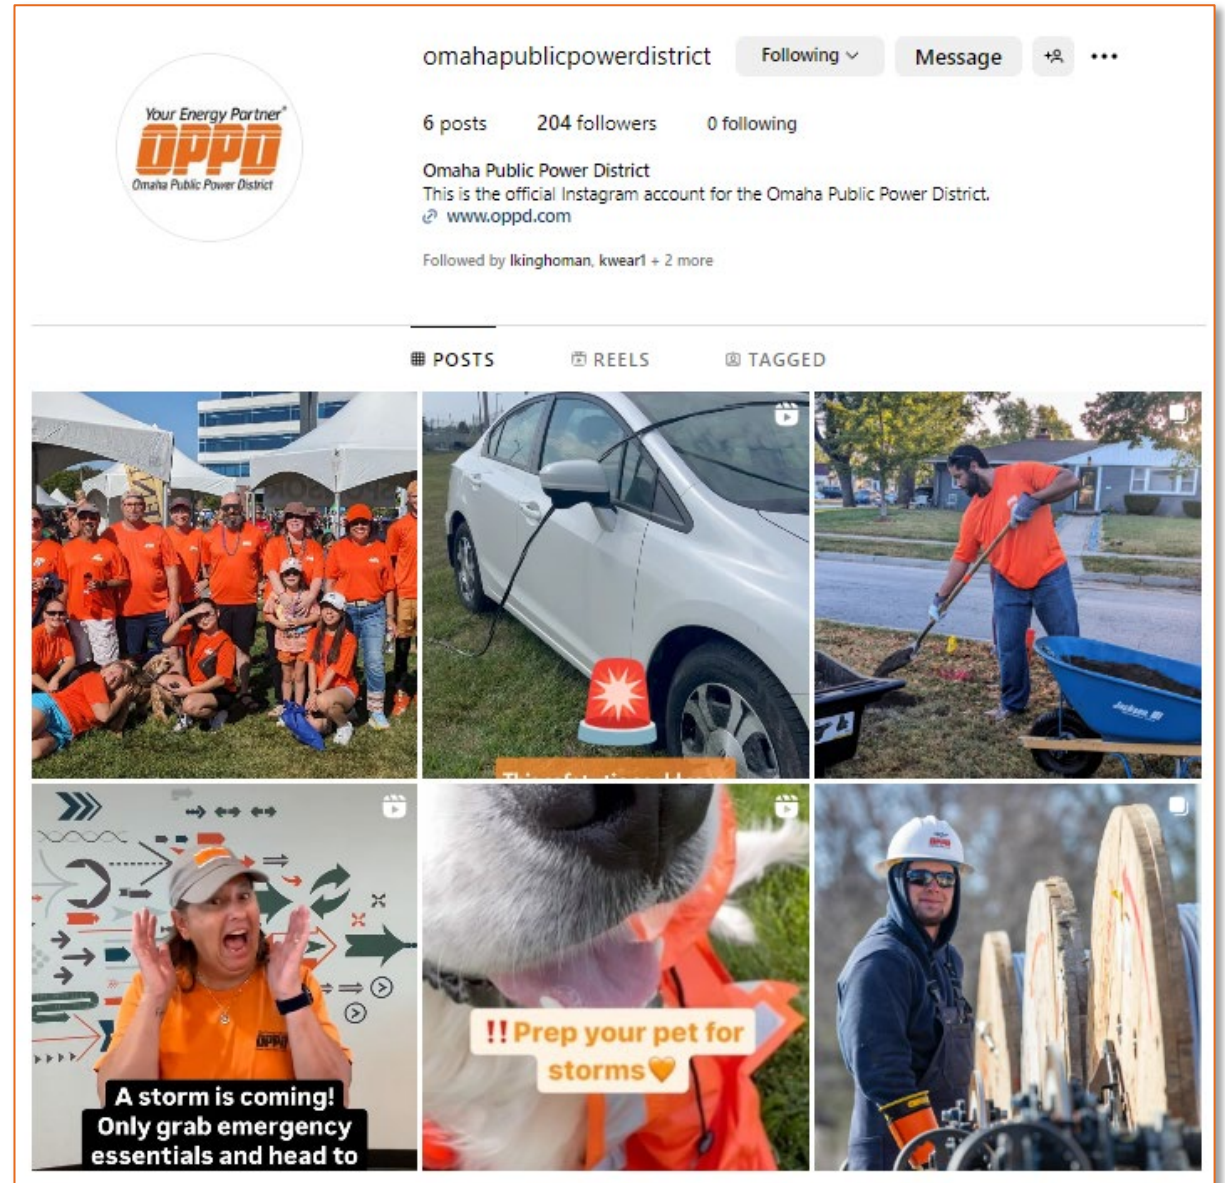 omahapublicpowerdistrict Following Message
Your Energy Partner®
OPPD
Omaha Public Power District
6 posts 204 followers 0 following
Omaha Public Power District
This is the official Instagram account for the Omaha Public Power District.
www.oppd.com
Followed by lkinghoman, kwear1 + 2 more
POSTS REELS TAGGED
Jackson
OPPD
A storm is coming!
Only grab emergency
essentials and head to
!!Prep your pet for
storms🧡
OPPD